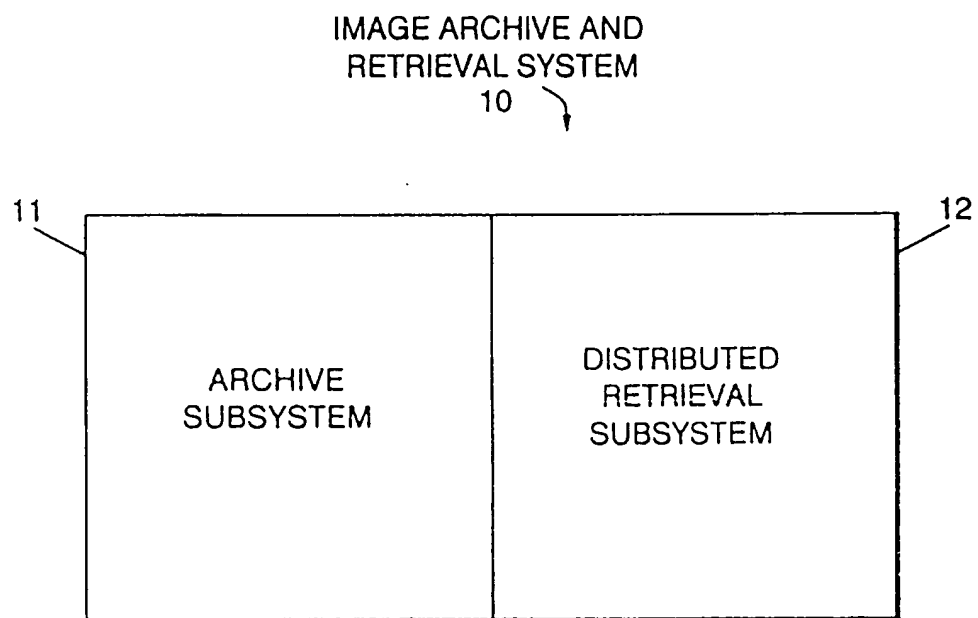 IMAGE ARCHIVE AND
RETRIEVAL SYSTEM
10
11
12
ARCHIVE
SUBSYSTEM
DISTRIBUTED
RETRIEVAL
SUBSYSTEM